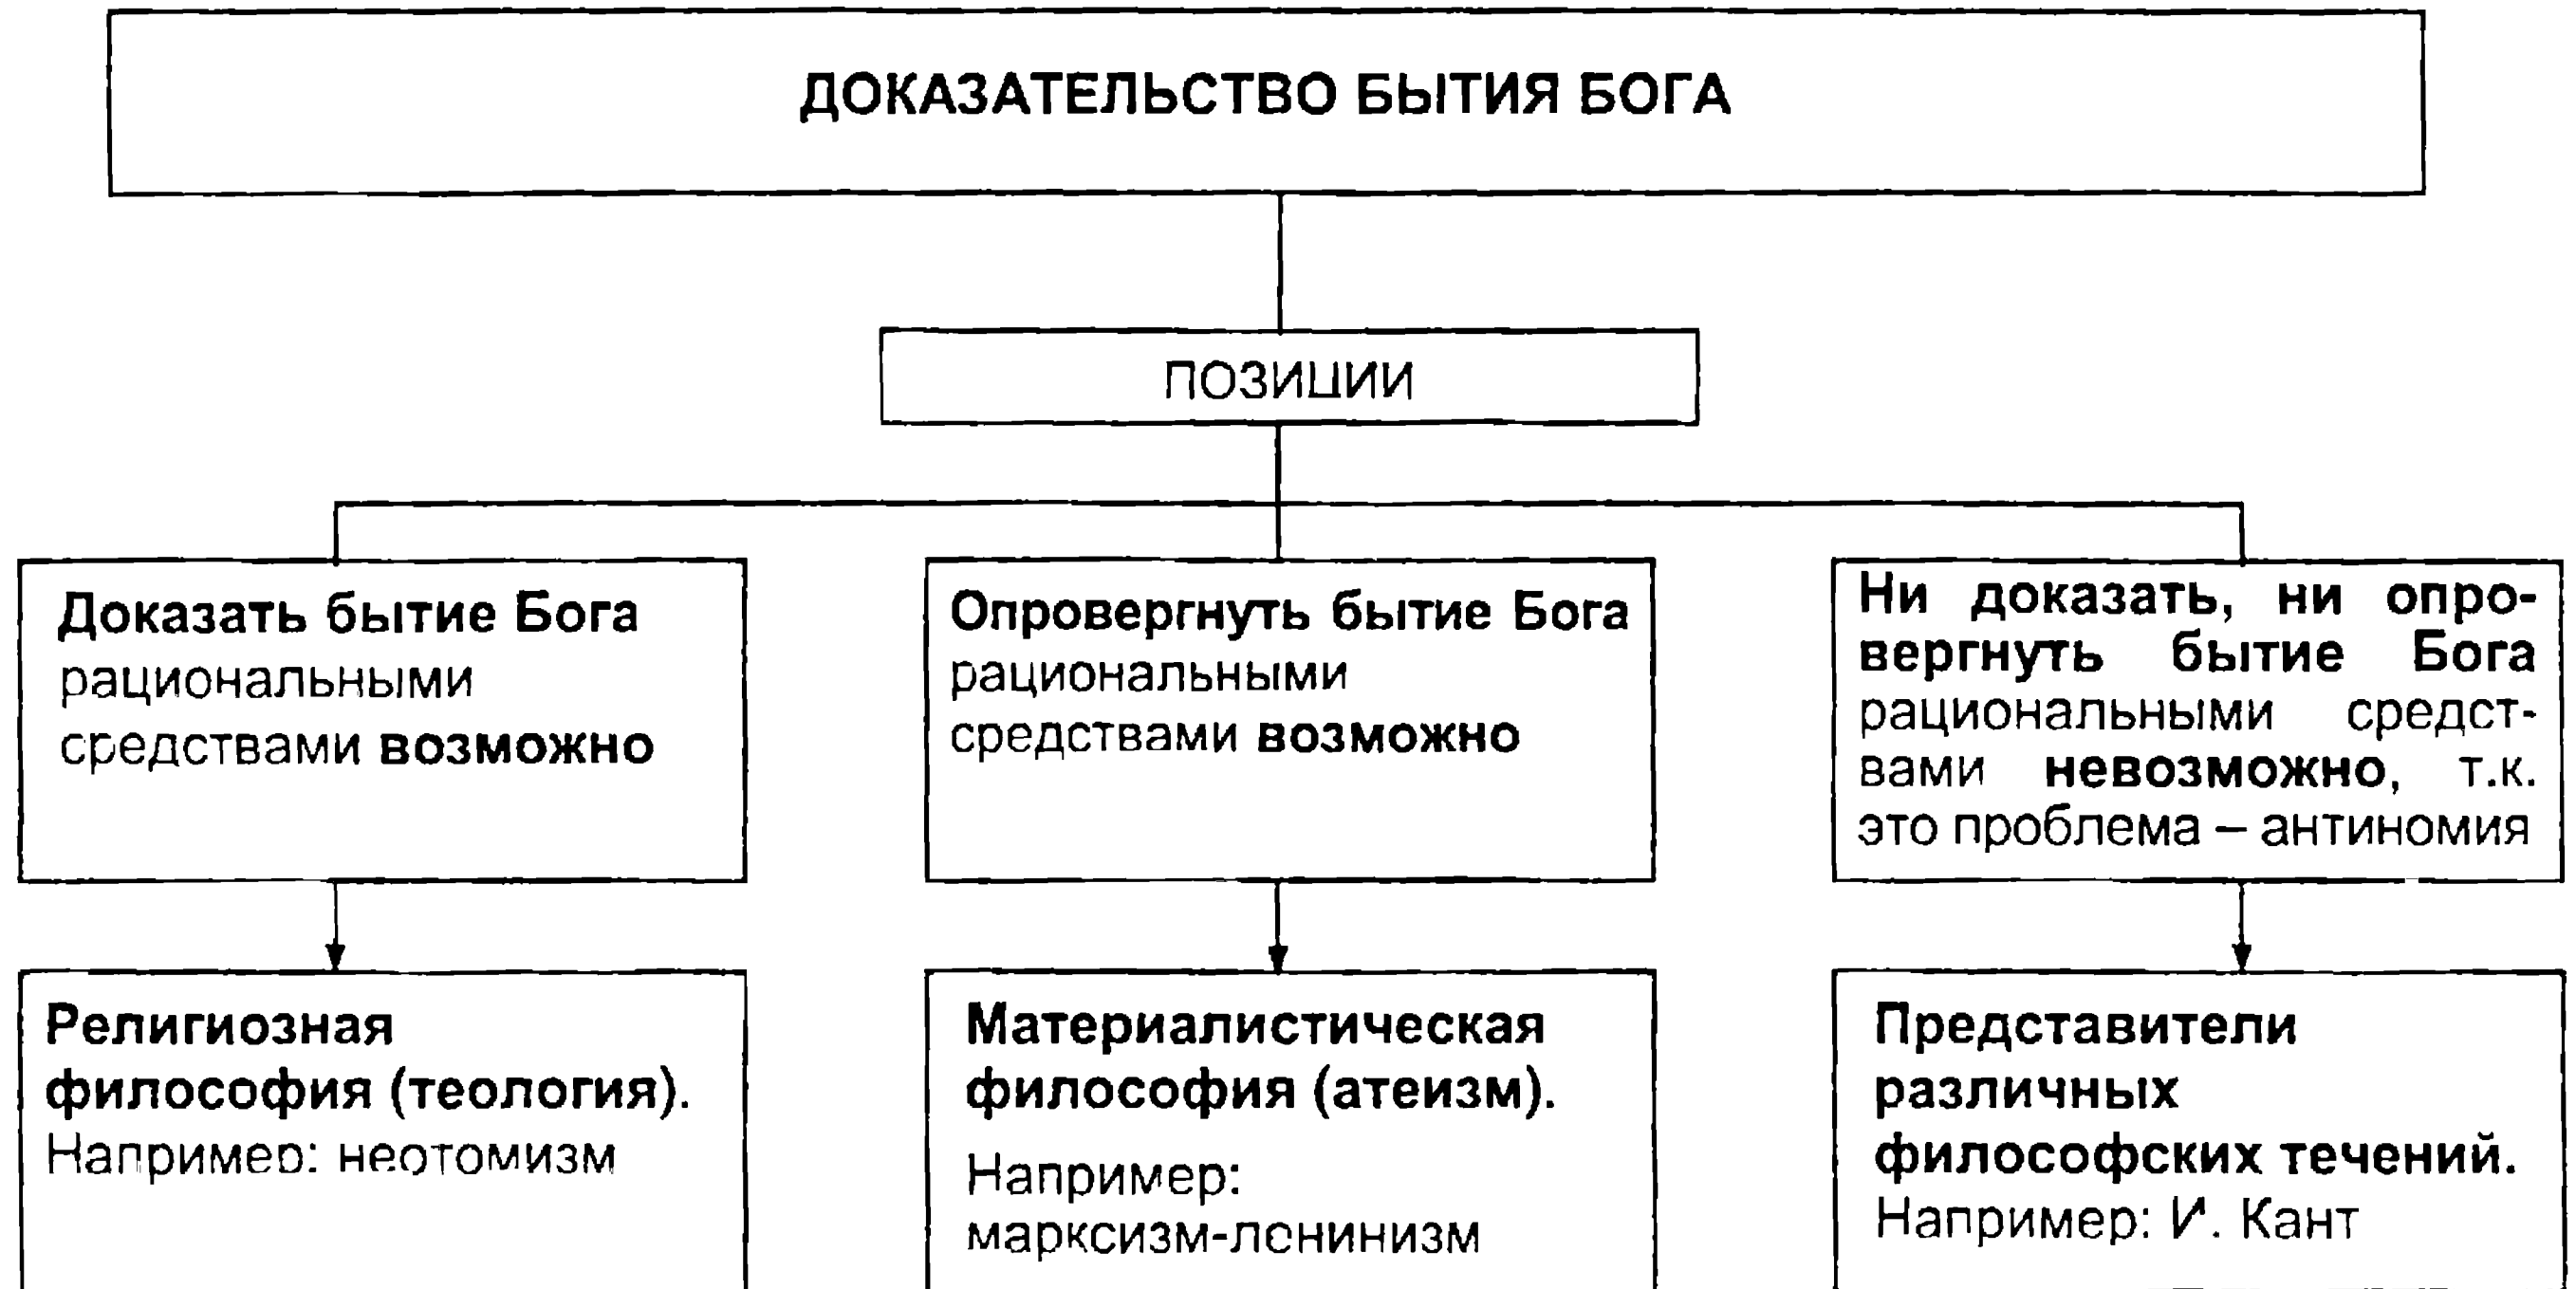 ДОКАЗАТЕЛЬСТВО БЫТИЯ БОГА
ПОЗИЦИИ
Доказать бытие Бога
рациональными
средствами возможно
Опровергнуть бытие Бога
рациональными
средствами возможно
Ни доказать, ни опро-
вергнуть бытие Бога
рациональными средст-
вами невозможно, т.к.
это проблема – антиномия
Религиозная
философия (теология).
Например: неотомизм
Материалистическая
философия (атеизм).
Например:
марксизм-ленинизм
Представители
различных
философских течений.
Например: И. Кант